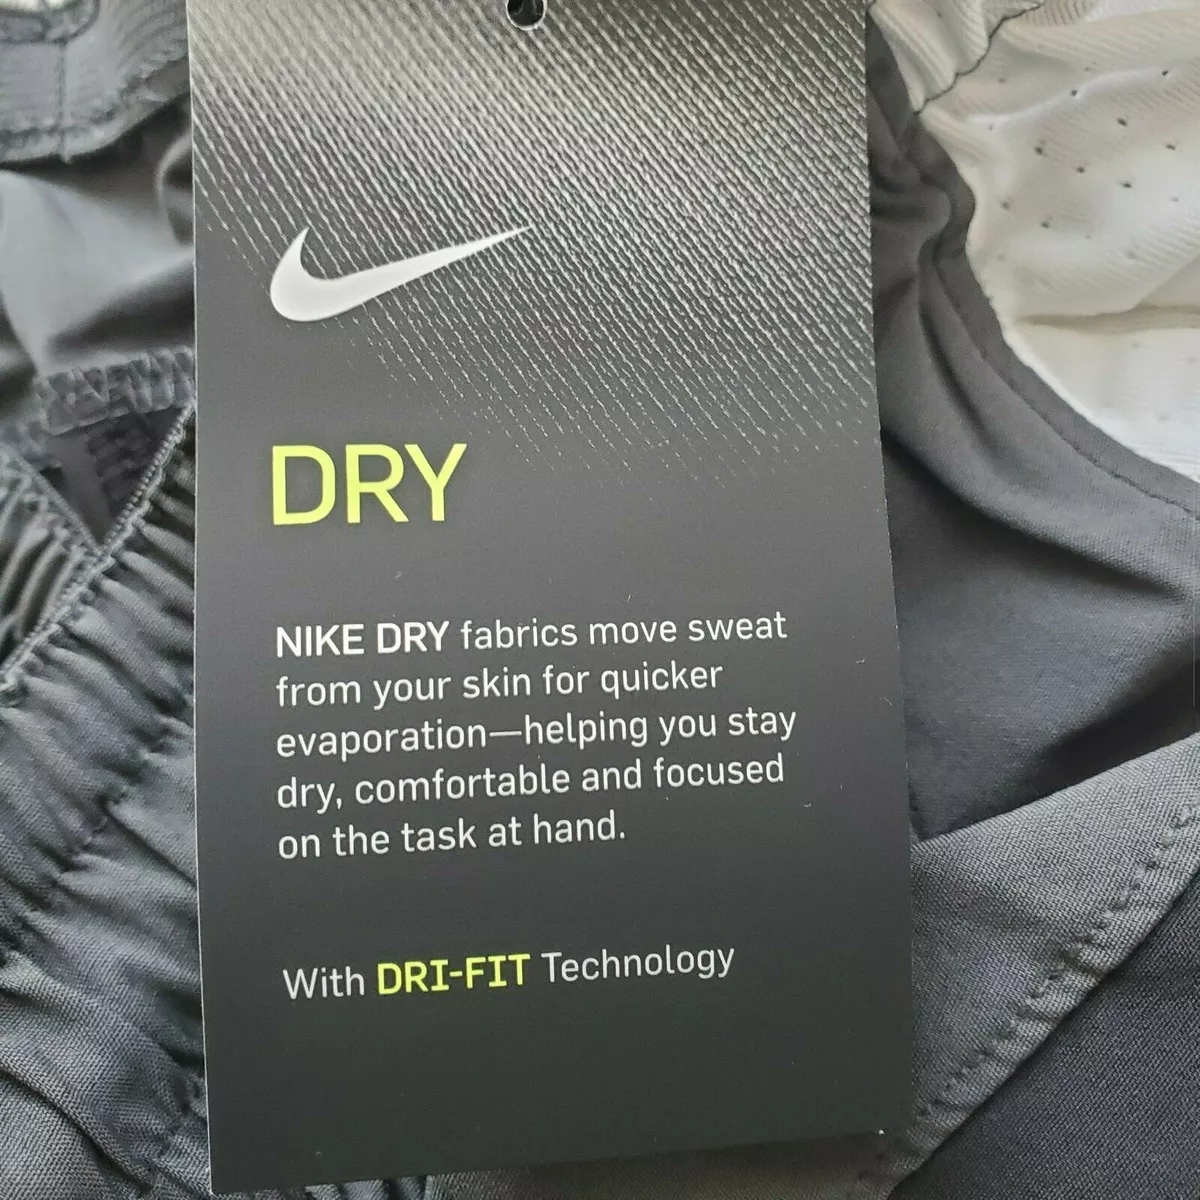 DRY
NIKE DRY fabrics move sweat
from your skin for quicker
evaporation—helping you stay
dry, comfortable and focused
on the task at hand.
With DRI-FIT Technology